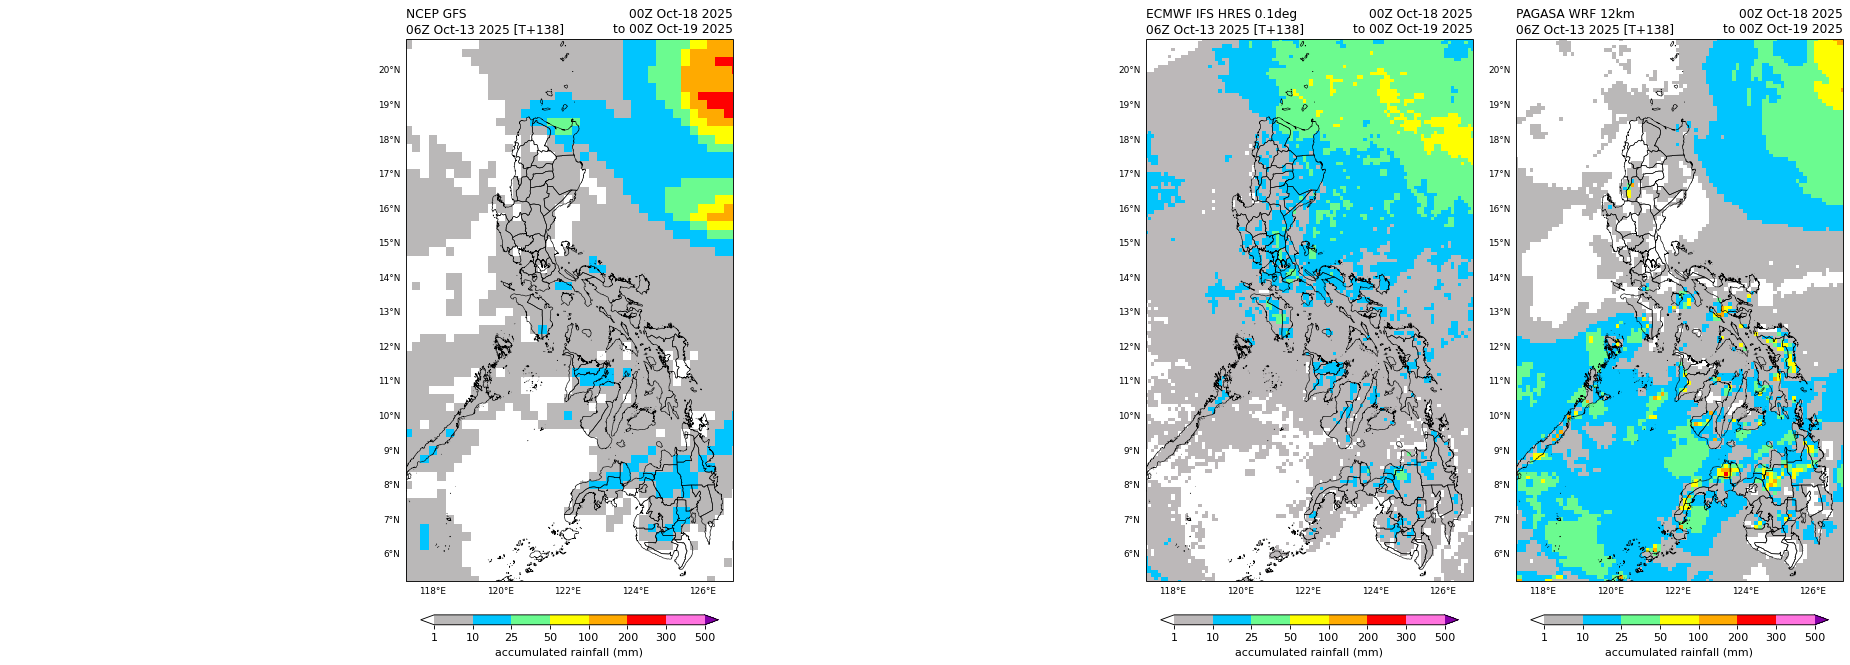 NCEP GFS 00Z Oct-18 2025
06Z Oct-13 2025 [T+138] to 00Z Oct-19 2025
20°N
19°N
18°N
17°N
16°N
15°N
14°N
13°N
12°N
11°N
10°N
9°N
8°N
7°N
6°N
118°E 120°E 122°E 124°E 126°E
1 10 25 50 100 200 300 500
accumulated rainfall (mm)
ECMWF IFS HRES 0.1deg 00Z Oct-18 2025
06Z Oct-13 2025 [T+138] to 00Z Oct-19 2025
20°N
19°N
18°N
17°N
16°N
15°N
14°N
13°N
12°N
11°N
10°N
9°N
8°N
7°N
6°N
118°E 120°E 122°E 124°E 126°E
1 10 25 50 100 200 300 500
accumulated rainfall (mm)
PAGASA WRF 12km 00Z Oct-18 2025
06Z Oct-13 2025 [T+138] to 00Z Oct-19 2025
20°N
19°N
18°N
17°N
16°N
15°N
14°N
13°N
12°N
11°N
10°N
9°N
8°N
7°N
6°N
118°E 120°E 122°E 124°E 126°E
1 10 25 50 100 200 300 500
accumulated rainfall (mm)